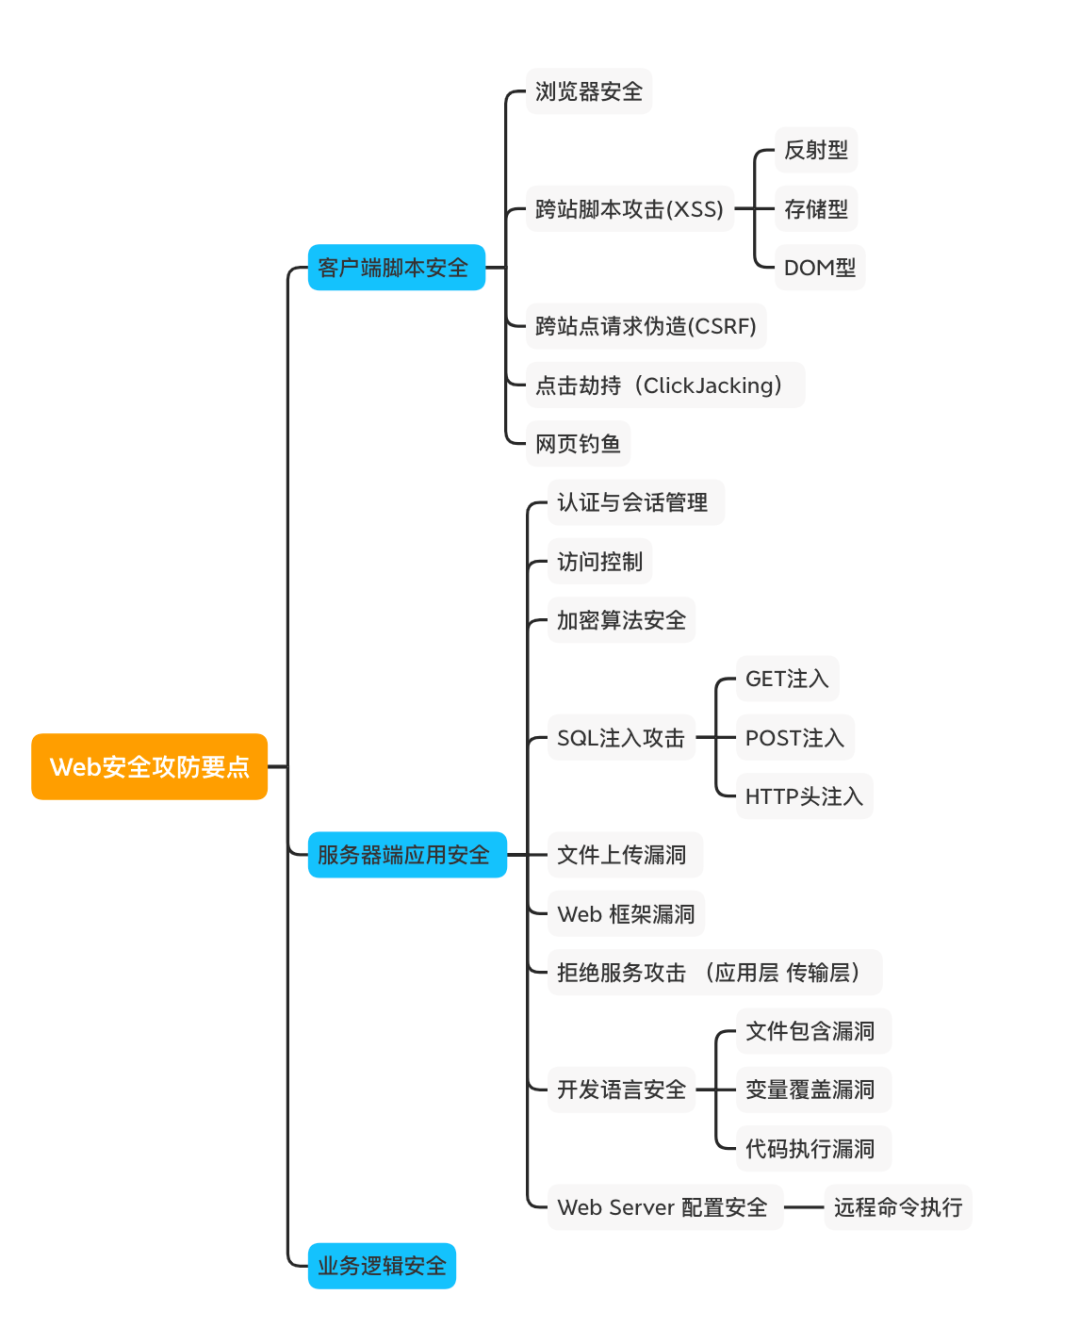 浏览器安全
反射型
跨站脚本攻击(XSS)
存储型
客户端脚本安全
DOM型
跨站点请求伪造(CSRF)
点击劫持（ClickJacking）
网页钓鱼
认证与会话管理
访问控制
加密算法安全
GET注入
SQL注入攻击
POST注入
Web安全攻防要点
HTTP头注入
服务器端应用安全
文件上传漏洞
Web 框架漏洞
拒绝服务攻击 （应用层 传输层）
文件包含漏洞
开发语言安全
变量覆盖漏洞
代码执行漏洞
Web Server 配置安全
远程命令执行
业务逻辑安全